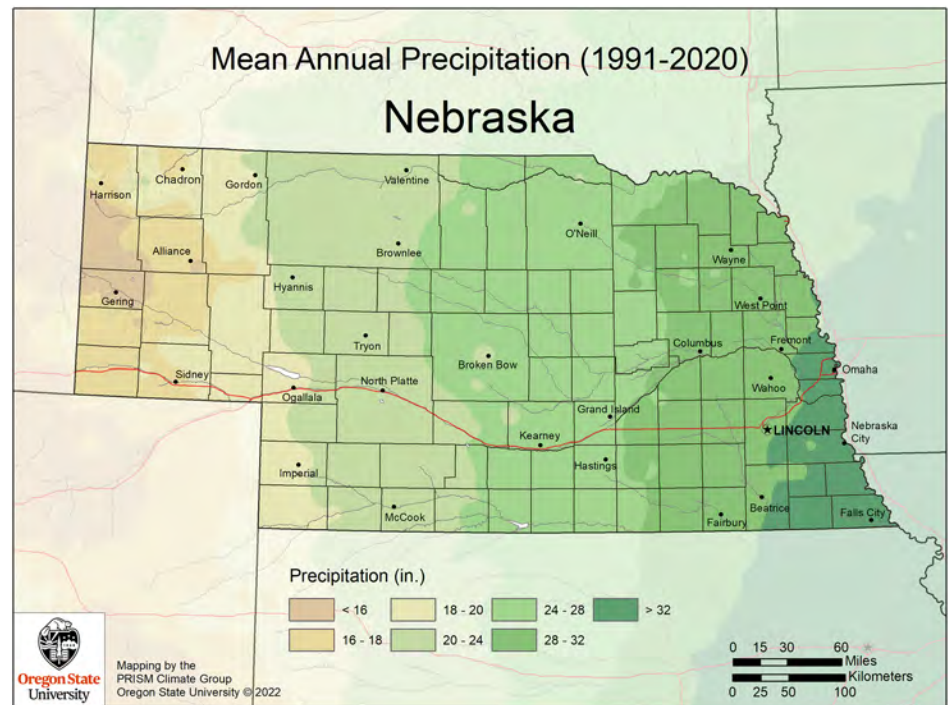 Mean Annual Precipitation (1991-2020)
Nebraska
Harrison
Chadron
Gordon
Valentine
O'Neill
Alliance
Brownlee
Wayne
Gering
Hyannis
West Point
Tryon
Broken Bow
Columbus
Fremont
Sidney
Ogallala
North Platte
Wahoo
Omaha
Grand Island
Kearney
LINCOLN
Nebraska
City
Imperial
Hastings
McCook
Fairbury
Beatrice
Falls City
Precipitation (in.)
< 16
18 - 20
24 - 28
> 32
16 - 18
20 - 24
28 - 32
0 15 30 60
Miles
Kilometers
0 25 50 100
Oregon State
University
Mapping by the
PRISM Climate Group
Oregon State University © 2022